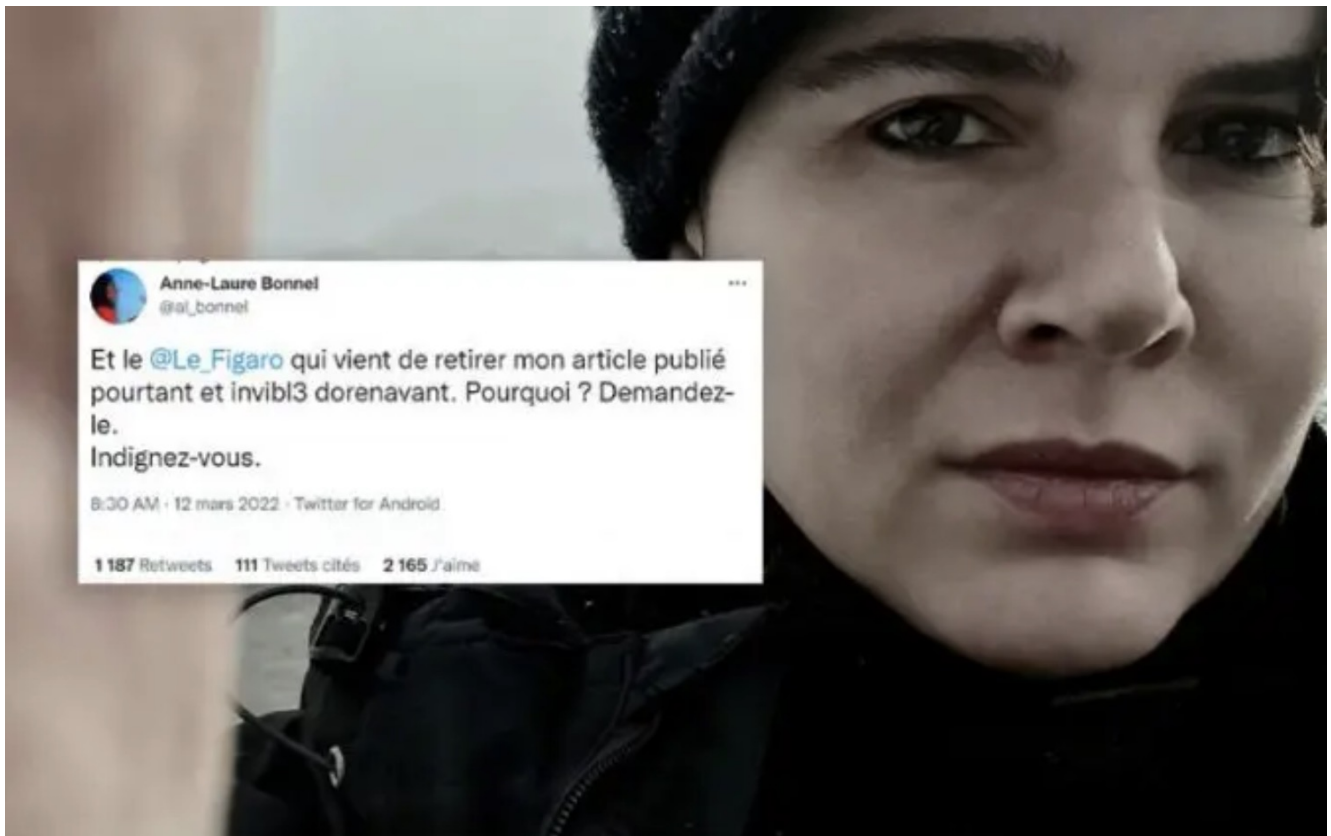 Anne-Laure Bonnel
@al_bonnel
Et le @Le_Figaro qui vient de retirer mon article publié
pourtant et invibl3 dorenavant. Pourquoi ? Demandez-
le.
Indignez-vous.
8:30 AM · 12 mars 2022 · Twitter for Android
1 187 Retweets 111 Tweets cités 2 165 J'aime